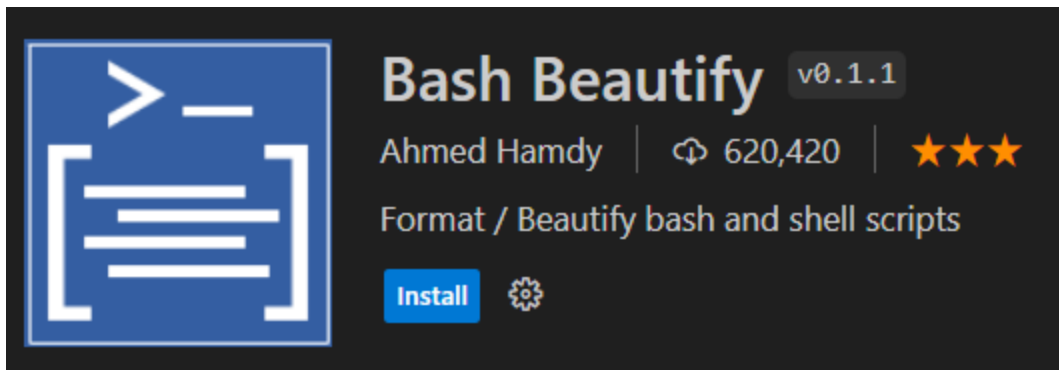 Bash Beautify v0.1.1
Ahmed Hamdy | 620,420 | ★★★
Format / Beautify bash and shell scripts
Install